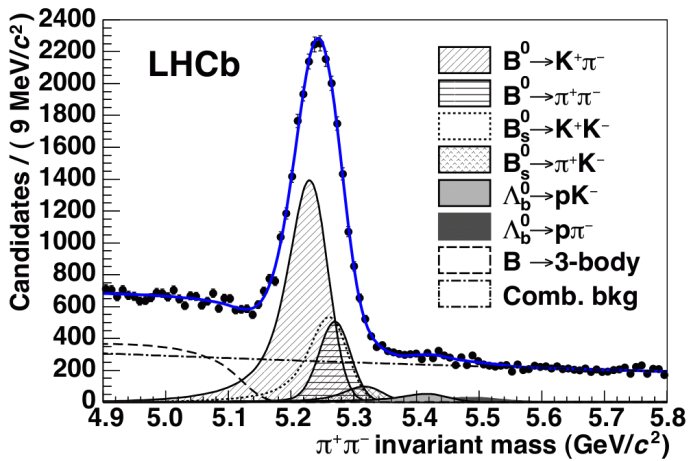 LHCb
Candidates / ( 9 MeV/c²)
2400
2200
2000
1800
1600
1400
1200
1000
800
600
400
200
0
B⁰→K⁺π⁻
B⁰→π⁺π⁻
B⁰ₛ→K⁺K⁻
B⁰ₛ→π⁺K⁻
Λ⁰_b→pK⁻
Λ⁰_b→pπ⁻
B→3-body
Comb. bkg
4.9 5.0 5.1 5.2 5.3 5.4 5.5 5.6 5.7 5.8
π⁺π⁻ invariant mass (GeV/c²)